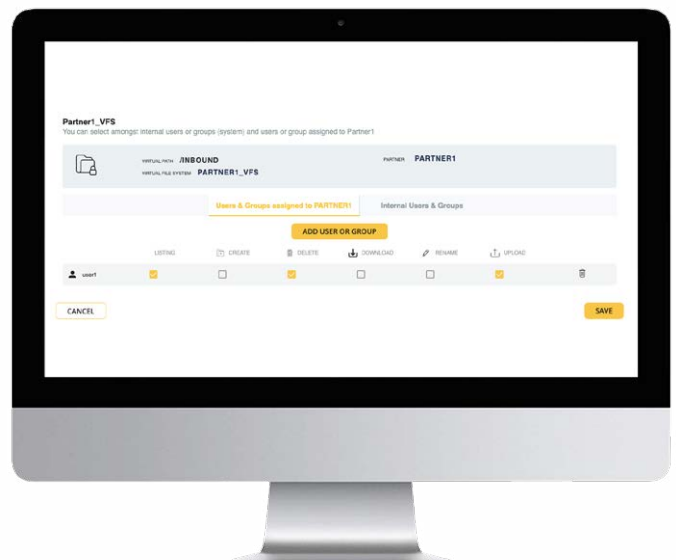 Partner1_VFS
You can select amongst internal users or groups (system) and users or group assigned to Partner1
VIRTUAL PATH /INBOUND PARTNER PARTNER1
VIRTUAL FILE SYSTEM PARTNER1_VFS
Users & Groups assigned to PARTNER1 Internal Users & Groups
ADD USER OR GROUP
LISTING CREATE DELETE DOWNLOAD RENAME UPLOAD
user1
CANCEL SAVE